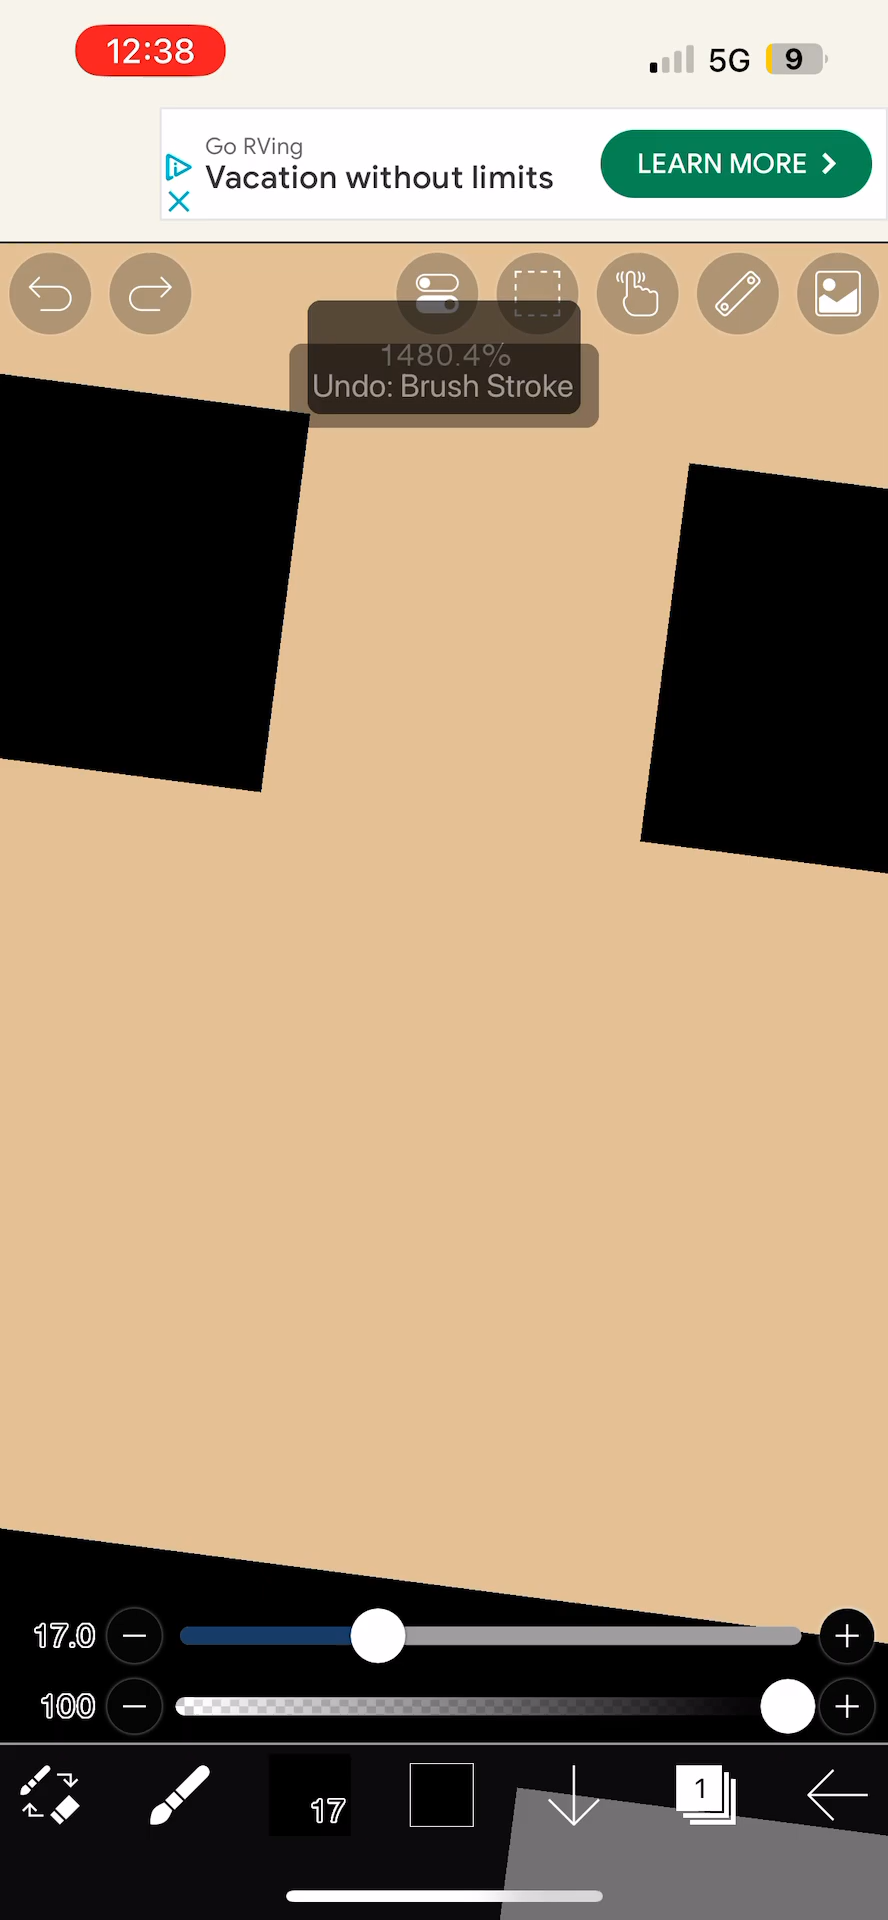 12:38
5G 9
Go RVing
Vacation without limits
LEARN MORE
1480.4%
Undo: Brush Stroke
17.0
100
17
1